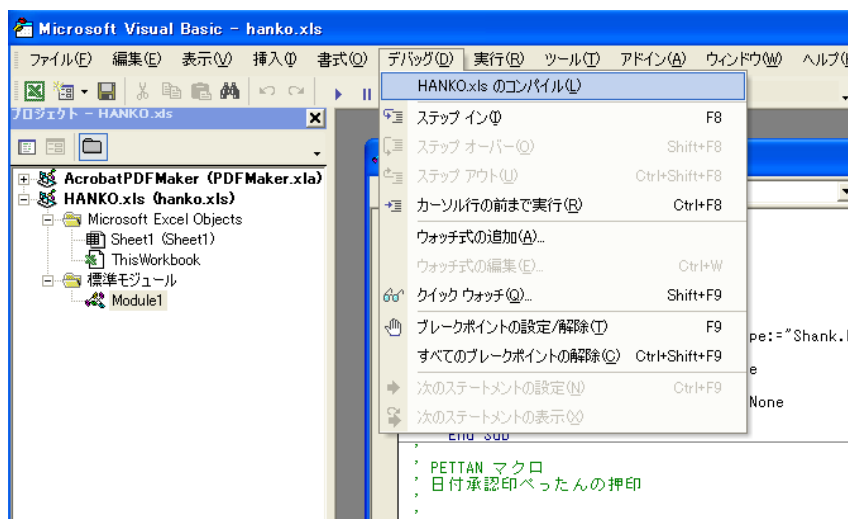 Microsoft Visual Basic - hanko.xls
ファイル(F) 編集(E) 表示(V) 挿入(I) 書式(O) デバッグ(D) 実行(R) ツール(T) アドイン(A) ウィンドウ(W) ヘルプ(
プロジェクト - HANKO.xls
AcrobatPDFMaker (PDFMaker.xla)
HANKO.xls (hanko.xls)
Microsoft Excel Objects
Sheet1 (Sheet1)
ThisWorkbook
標準モジュール
Module1
HANKO.xls のコンパイル(L)
ステップ イン(I) F8
ステップ オーバー(O) Shift+F8
ステップ アウト(U) Ctrl+Shift+F8
カーソル行の前まで実行(R) Ctrl+F8
ウォッチ式の追加(A)...
ウォッチ式の編集(E)... Ctrl+W
クイック ウォッチ(Q)... Shift+F9
ブレークポイントの設定/解除(T) F9
すべてのブレークポイントの解除(C) Ctrl+Shift+F9
次のステートメントの設定(N) Ctrl+F9
次のステートメントの表示(X)
pe:="Shank.
e
None
End Sub
'
' PETTAN マクロ
' 日付承認印ぺったんの押印
'